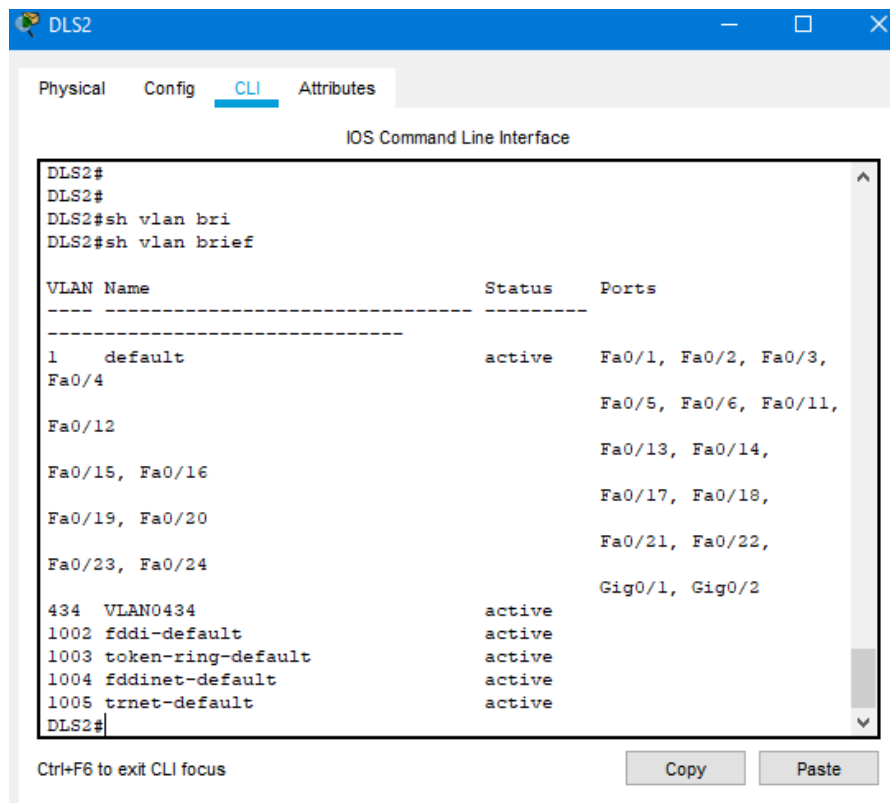 DLS2
Physical Config CLI Attributes
IOS Command Line Interface
DLS2#
DLS2#
DLS2#sh vlan bri
DLS2#sh vlan brief
VLAN Name Status Ports
---- -------------------------------- ---------
-------------------------------
1 default active Fa0/1, Fa0/2, Fa0/3,
Fa0/4
Fa0/5, Fa0/6, Fa0/11,
Fa0/12
Fa0/13, Fa0/14,
Fa0/15, Fa0/16
Fa0/17, Fa0/18,
Fa0/19, Fa0/20
Fa0/21, Fa0/22,
Fa0/23, Fa0/24
Gig0/1, Gig0/2
434 VLAN0434 active
1002 fddi-default active
1003 token-ring-default active
1004 fddinet-default active
1005 trnet-default active
DLS2#
Ctrl+F6 to exit CLI focus
Copy Paste